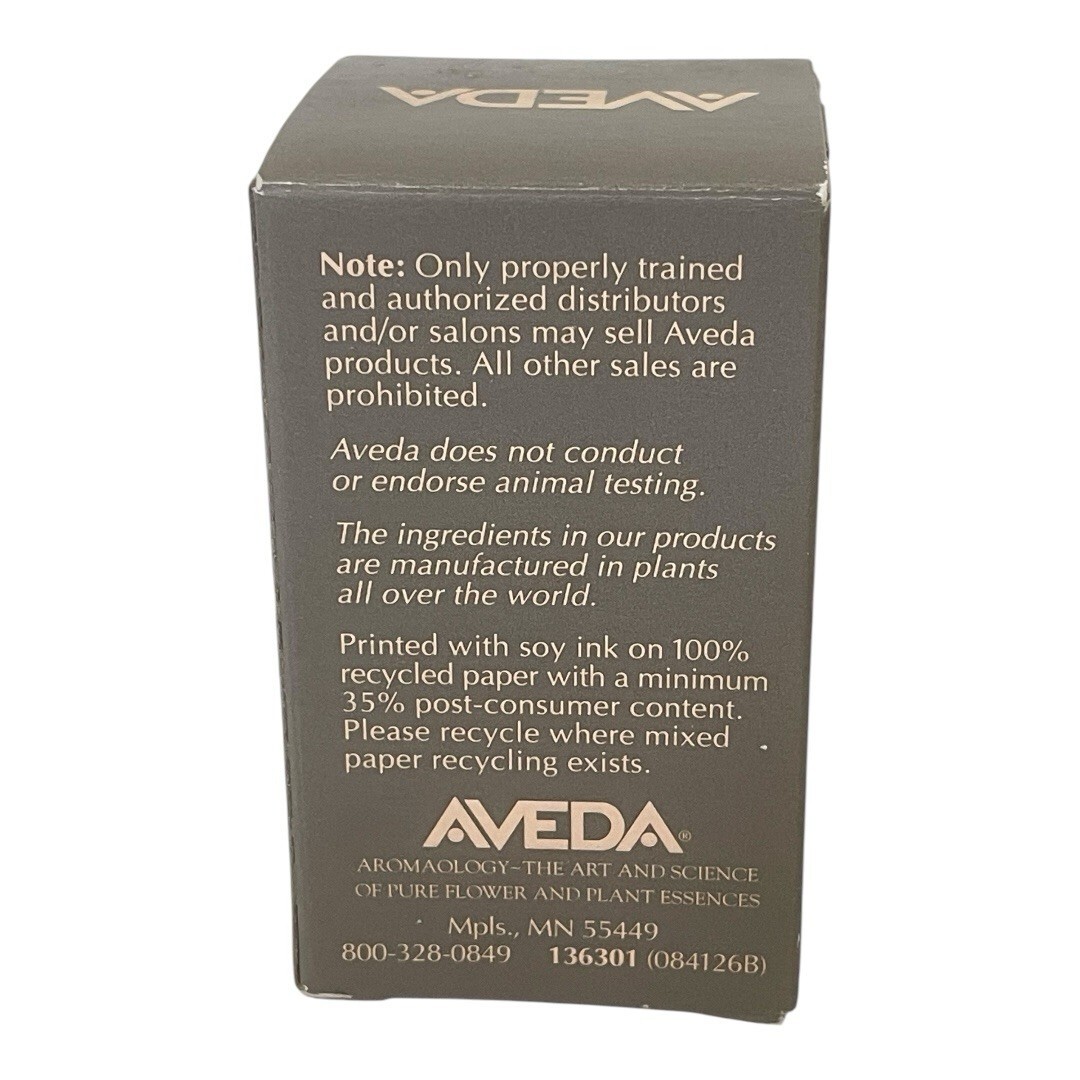 AVEDA
Note: Only properly trained
and authorized distributors
and/or salons may sell Aveda
products. All other sales are
prohibited.
Aveda does not conduct
or endorse animal testing.
The ingredients in our products
are manufactured in plants
all over the world.
Printed with soy ink on 100%
recycled paper with a minimum
35% post-consumer content.
Please recycle where mixed
paper recycling exists.
AVEDA®
AROMAOLOGY–THE ART AND SCIENCE
OF PURE FLOWER AND PLANT ESSENCES
Mpls., MN 55449
800-328-0849 136301 (084126B)